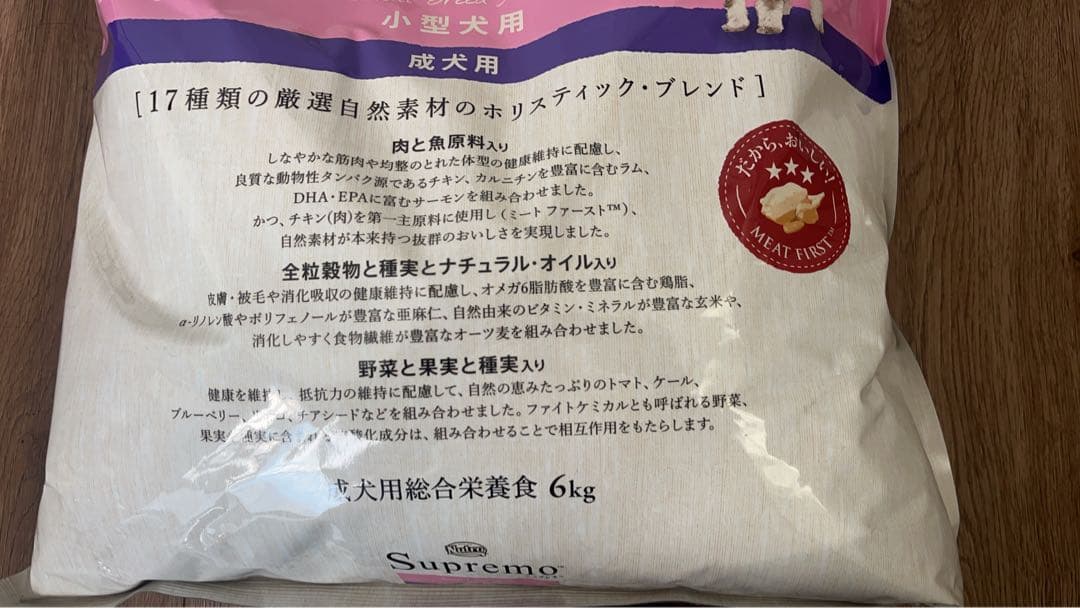 小型犬用
成犬用
[17種類の厳選自然素材のホリスティック・ブレンド]
肉と魚原料入り
しなやかな筋肉や均整のとれた体型の健康維持に配慮し、
良質な動物性タンパク源であるチキン、カルニチンを豊富に含むラム、
DHA・EPAに富むサーモンを組み合わせました。
かつ、チキン(肉)を第一主原料に使用し(ミートファースト™)、
自然素材が本来持つ抜群のおいしさを実現しました。
だから、おいしい!
MEAT FIRST™
全粒穀物と種実とナチュラル・オイル入り
皮膚・被毛や消化吸収の健康維持に配慮し、オメガ6脂肪酸を豊富に含む鶏脂、
α-リノレン酸やポリフェノールが豊富な亜麻仁、自然由来のビタミン・ミネラルが豊富な玄米や、
消化しやすく食物繊維が豊富なオーツ麦を組み合わせました。
野菜と果実と種実入り
健康を維持し、抵抗力の維持に配慮して、自然の恵みたっぷりのトマト、ケール、
ブルーベリー、チアシードなどを組み合わせました。ファイトケミカルとも呼ばれる野菜、
果実と種実に含まれる酸化成分は、組み合わせることで相互作用をもたらします。
成犬用総合栄養食 6kg
Nutro
Supremo